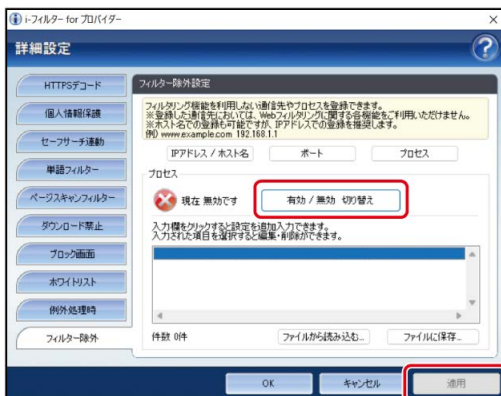 i-フィルター for プロバイダー
詳細設定
HTTPSデコード
個人情報保護
セーフサーチ連動
単語フィルター
ページスキャンフィルター
ダウンロード禁止
ブロック画面
ホワイトリスト
例外処理時
フィルター除外
フィルター除外設定
フィルタリング機能を利用しない通信先やプロセスを登録できます。
※登録した通信先においては、Webフィルタリングに関する各機能をご利用いただけません。
※ホスト名での登録も可能ですが、IPアドレスでの登録を推奨します。
例) www.example.com 192.168.1.1
IPアドレス / ホスト名
ポート
プロセス
プロセス
現在 無効です
有効 / 無効 切り替え
入力欄をクリックすると設定を追加入力できます。
入力された項目を選択すると編集・削除ができます。
件数 0件
ファイルから読み込む...
ファイルに保存...
OK
キャンセル
適用